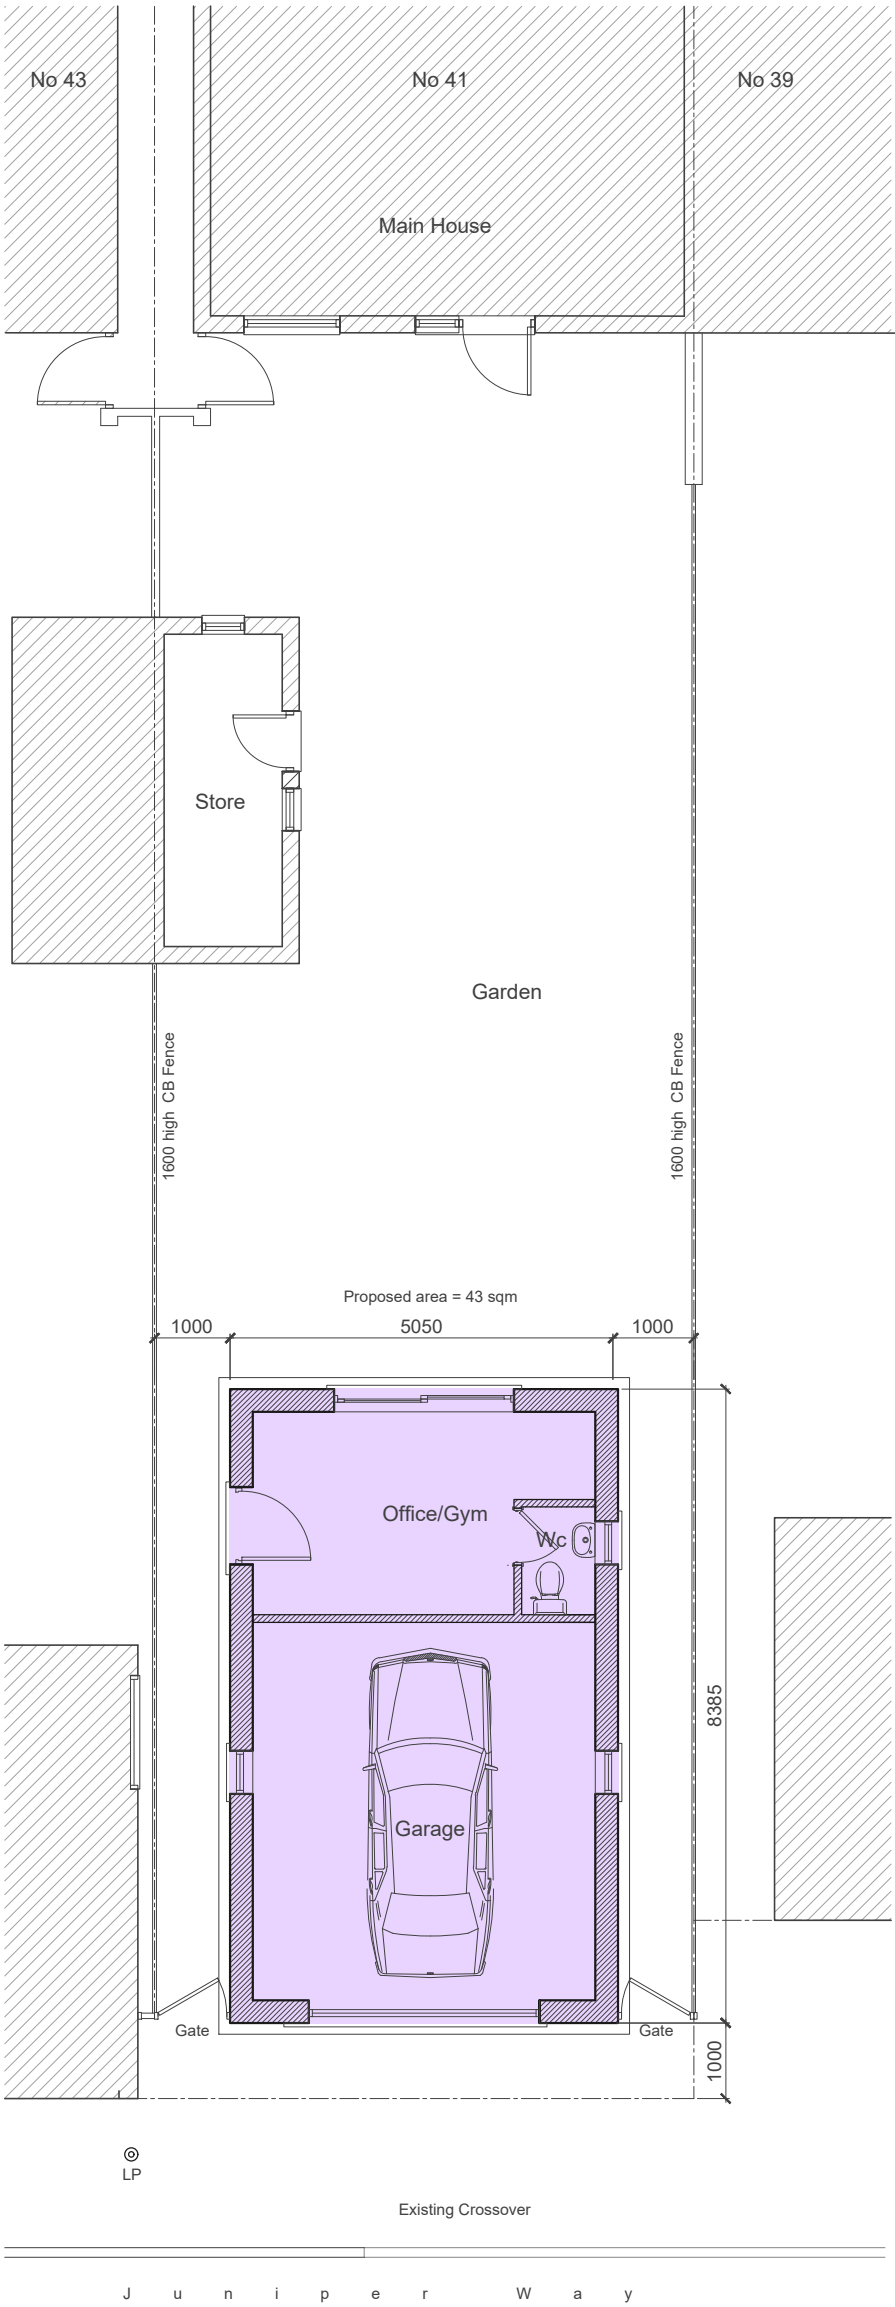 No 43
No 41
No 39
Main House
Store
Garden
1600 high CB Fence
1600 high CB Fence
Proposed area = 43 sqm
1000
5050
1000
Office/Gym
Wc
8385
Garage
Gate
Gate
1000
LP
Existing Crossover
Juniper Way